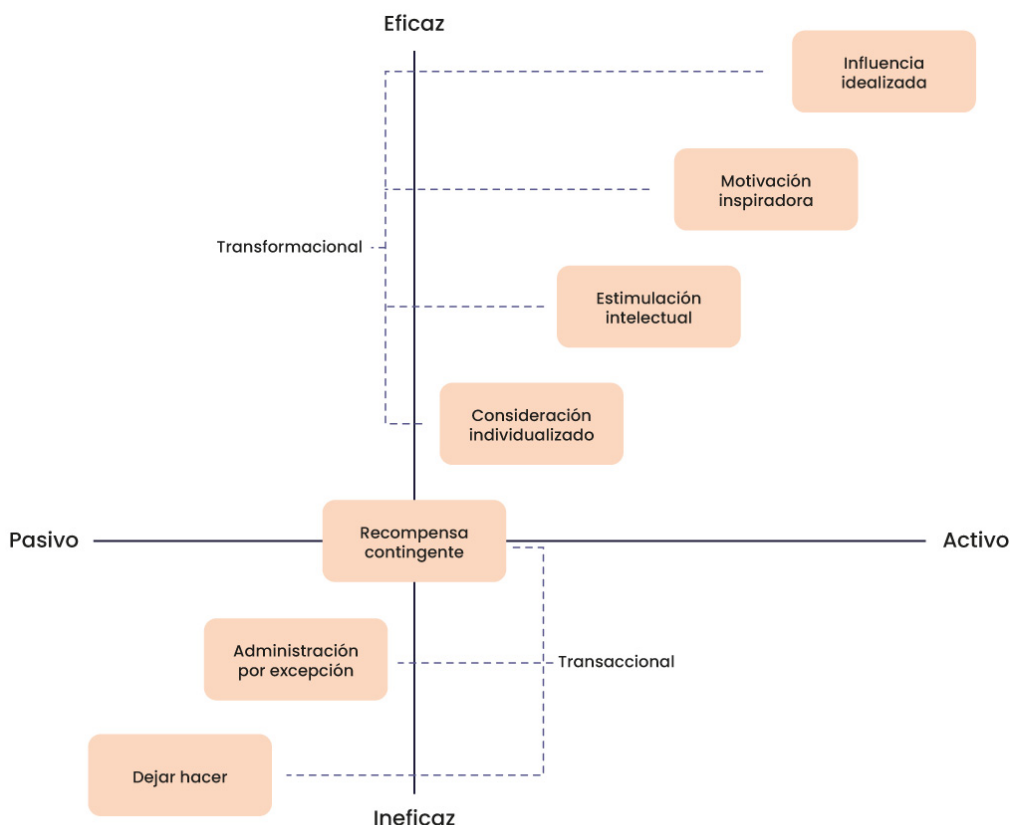 Eficaz
Influencia
idealizada
Motivación
inspiradora
Transformacional
Estimulación
intelectual
Consideración
individualizado
Pasivo
Recompensa
contingente
Activo
Administración
por excepción
Transaccional
Dejar hacer
Ineficaz